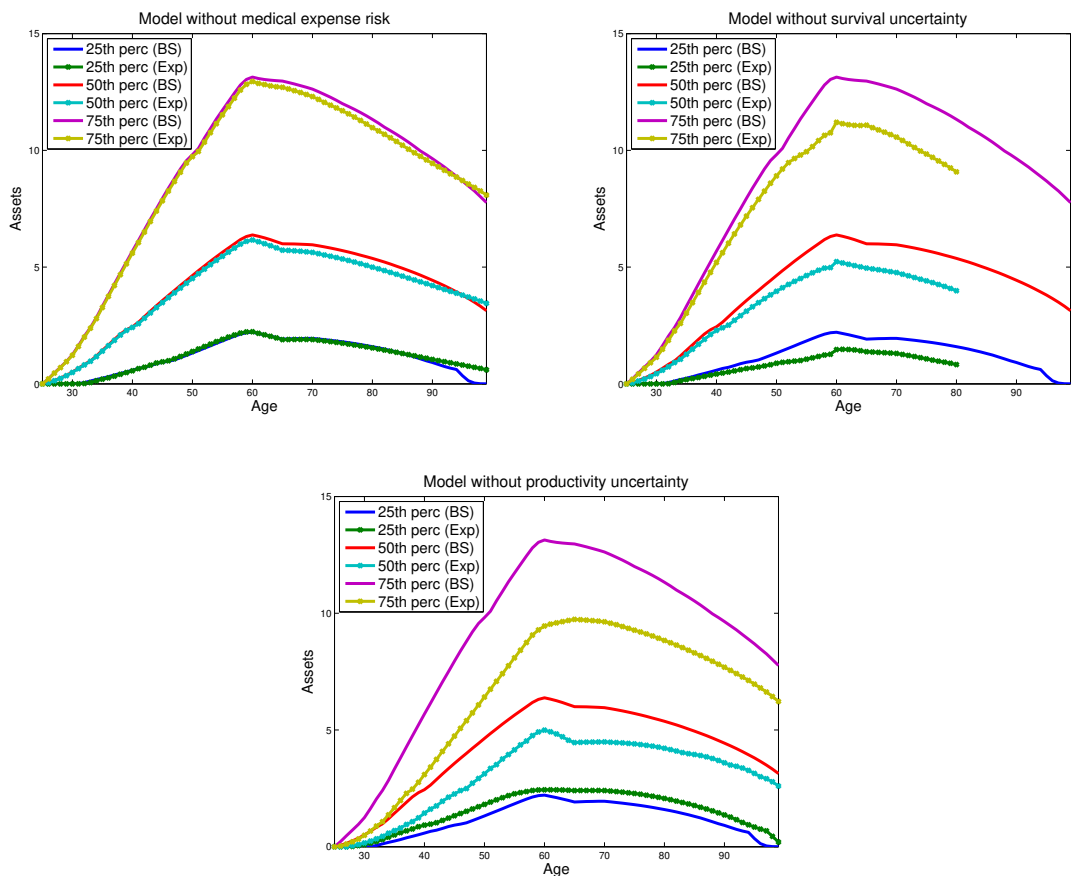 Model without medical expense risk
15
10
5
0
25th perc (BS)
25th perc (Exp)
50th perc (BS)
50th perc (Exp)
75th perc (BS)
75th perc (Exp)
Assets
30 40 50 60 70 80 90
Age
Model without survival uncertainty
15
10
5
0
25th perc (BS)
25th perc (Exp)
50th perc (BS)
50th perc (Exp)
75th perc (BS)
75th perc (Exp)
Assets
30 40 50 60 70 80 90
Age
Model without productivity uncertainty
15
10
5
0
25th perc (BS)
25th perc (Exp)
50th perc (BS)
50th perc (Exp)
75th perc (BS)
75th perc (Exp)
Assets
30 40 50 60 70 80 90
Age